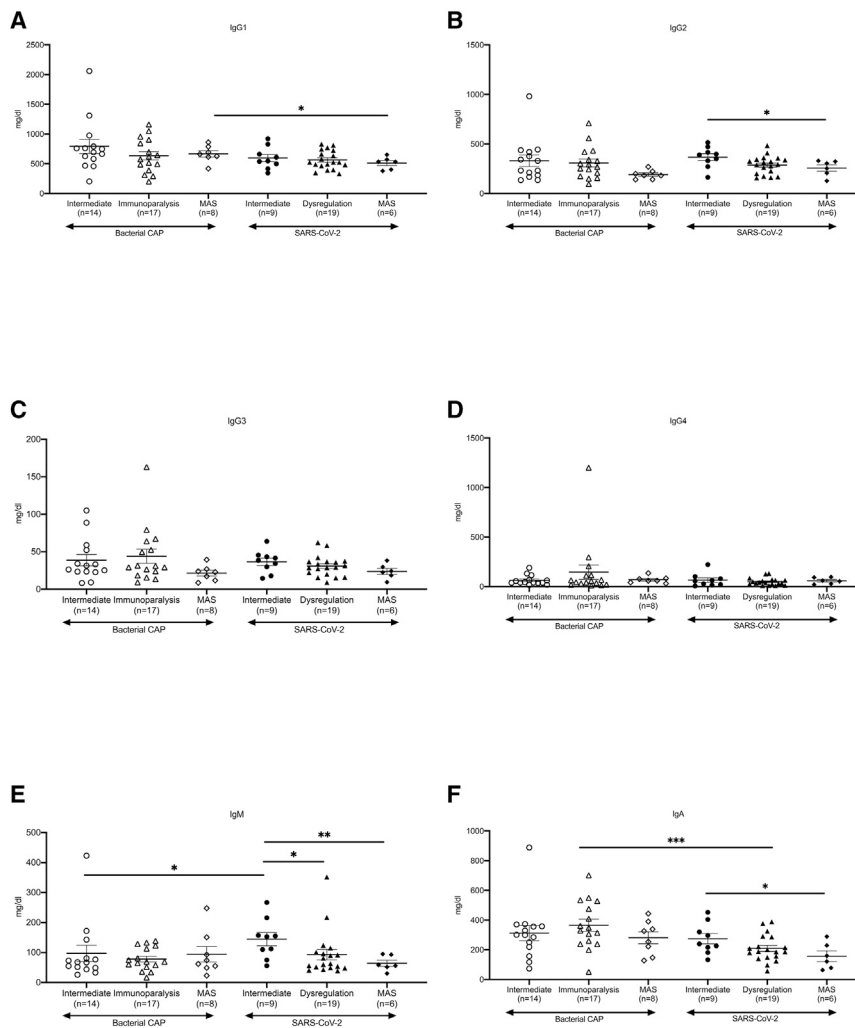 A
IgG1
mg/dl
2500
2000
1500
1000
500
0
*
Intermediate Immunoparalysis MAS Intermediate Dysregulation MAS
(n=14) (n=17) (n=8) (n=9) (n=19) (n=6)
Bacterial CAP SARS-CoV-2
B
IgG2
mg/dl
1500
1000
500
0
*
Intermediate Immunoparalysis MAS Intermediate Dysregulation MAS
(n=14) (n=17) (n=8) (n=9) (n=19) (n=6)
Bacterial CAP SARS-CoV-2
C
IgG3
mg/dl
200
150
100
50
0
Intermediate Immunoparalysis MAS Intermediate Dysregulation MAS
(n=14) (n=17) (n=8) (n=9) (n=19) (n=6)
Bacterial CAP SARS-CoV-2
D
IgG4
mg/dl
1500
1000
500
0
Intermediate Immunoparalysis MAS Intermediate Dysregulation MAS
(n=14) (n=17) (n=8) (n=9) (n=19) (n=6)
Bacterial CAP SARS-CoV-2
E
IgM
mg/dl
500
400
300
200
100
0
**
*
*
Intermediate Immunoparalysis MAS Intermediate Dysregulation MAS
(n=14) (n=17) (n=8) (n=9) (n=19) (n=6)
Bacterial CAP SARS-CoV-2
F
IgA
mg/dl
1000
800
600
400
200
0
***
*
Intermediate Immunoparalysis MAS Intermediate Dysregulation MAS
(n=14) (n=17) (n=8) (n=9) (n=19) (n=6)
Bacterial CAP SARS-CoV-2